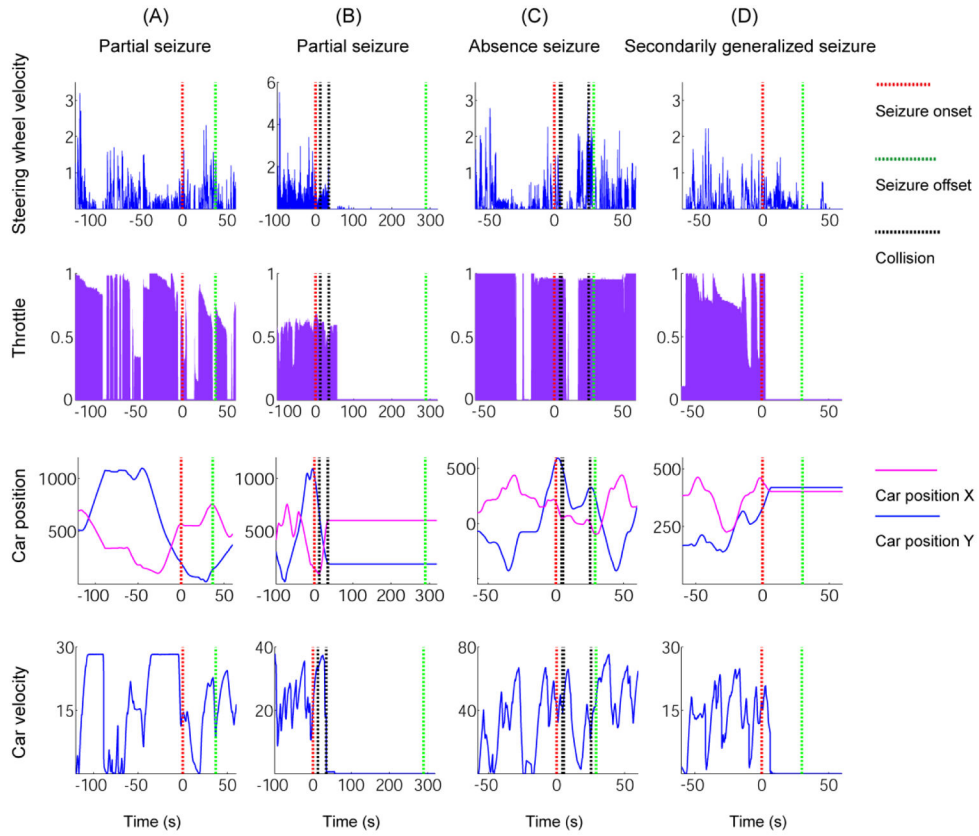 (A) (B) (C) (D)
Partial seizure Partial seizure Absence seizure Secondarily generalized seizure
Steering wheel velocity
3 2 1
-100 -50 0 50
6 4 2
-100 0 100 200 300
3 2 1
-50 0 50
3 2 1
-50 0 50
Seizure onset
Seizure offset
Collision
Throttle
1 0.5 0
-100 -50 0 50
1 0.5 0
-100 0 100 200 300
1 0.5 0
-50 0 50
1 0.5 0
-50 0 50
Car position
1000 500
-100 -50 0 50
1000 500
-100 0 100 200 300
500 0
-50 0 50
500 250
-50 0 50
Car position X
Car position Y
Car velocity
30 15
-100 -50 0 50
40 20 0
-100 0 100 200 300
80 40
-50 0 50
30 15
-50 0 50
Time (s) Time (s) Time (s) Time (s)